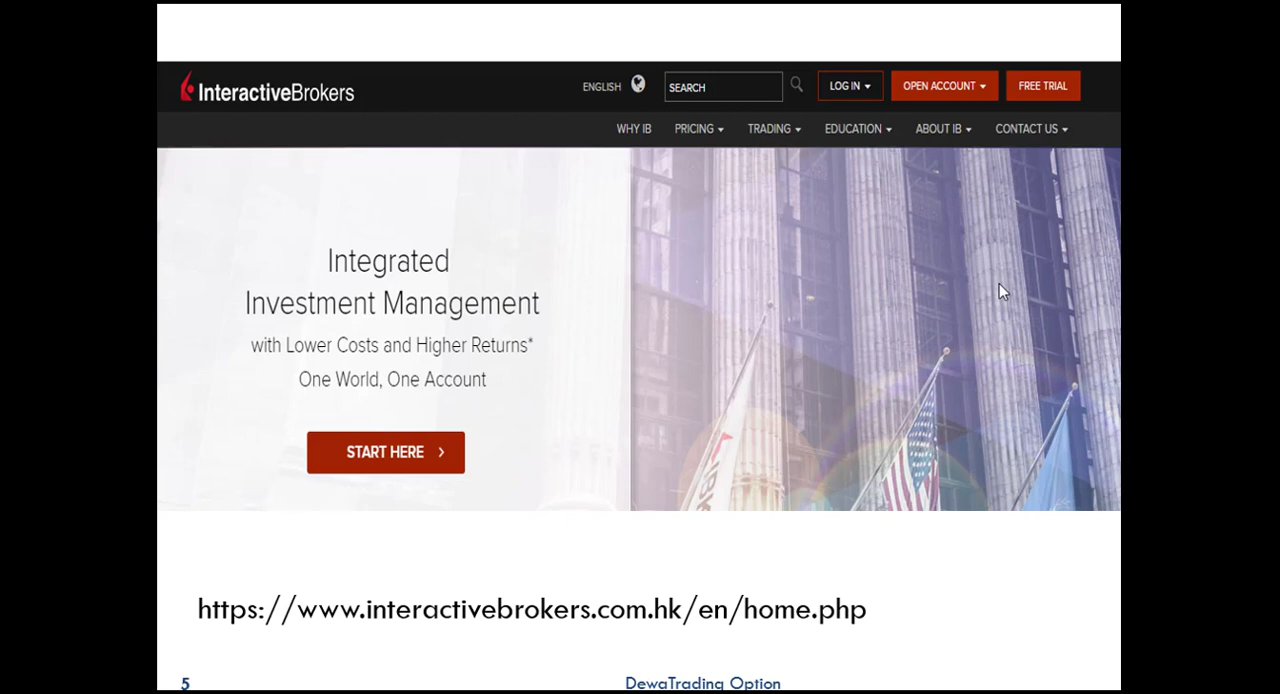 InteractiveBrokers
ENGLISH
SEARCH
LOG IN
OPEN ACCOUNT
FREE TRIAL
WHY IB
PRICING
TRADING
EDUCATION
ABOUT IB
CONTACT US
Integrated
Investment Management
with Lower Costs and Higher Returns*
One World, One Account
START HERE
IBKR
https://www.interactivebrokers.com.hk/en/home.php
5
DewaTrading Option